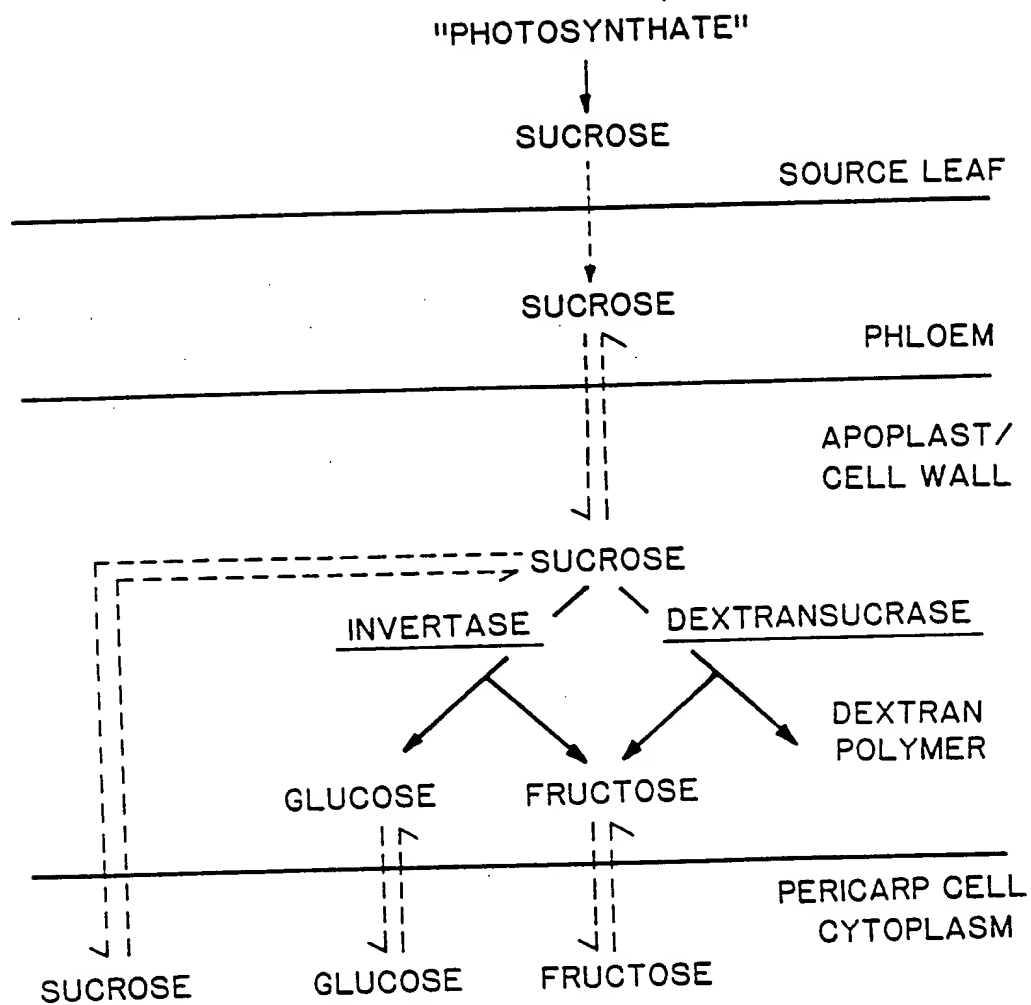 "PHOTOSYNTHATE"
SUCROSE
SOURCE LEAF
SUCROSE
PHLOEM
APOPLAST/
CELL WALL
SUCROSE
INVERTASE
DEXTRANSUCRASE
DEXTRAN
POLYMER
GLUCOSE
FRUCTOSE
PERICARP CELL
CYTOPLASM
SUCROSE
GLUCOSE
FRUCTOSE